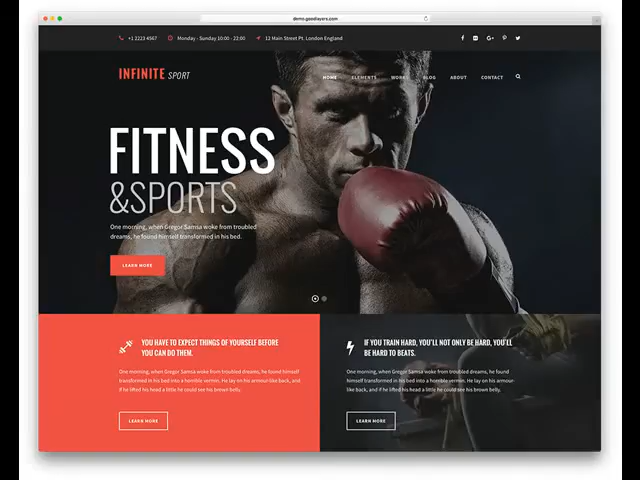 demo.goodlayers.com
+1 2223 4567 Monday - Sunday 10:00 - 22:00 12 Main Street Pt. London England
INFINITE SPORT HOME ELEMENTS WORKS BLOG ABOUT CONTACT
FITNESS
&SPORTS
One morning, when Gregor Samsa woke from troubled
dreams, he found himself transformed in his bed.
LEARN MORE
YOU HAVE TO EXPECT THINGS OF YOURSELF BEFORE
YOU CAN DO THEM.
One morning, when Gregor Samsa woke from troubled dreams, he found himself
transformed in his bed into a horrible vermin. He lay on his armour-like back, and
if he lifted his head a little he could see his brown belly.
LEARN MORE
IF YOU TRAIN HARD, YOU'LL NOT ONLY BE HARD, YOU'LL
BE HARD TO BEATS.
One morning, when Gregor Samsa woke from troubled dreams, he found
himself transformed in his bed into a horrible vermin. He lay on his armour-
like back, and if he lifted his head a little he could see his brown belly.
LEARN MORE